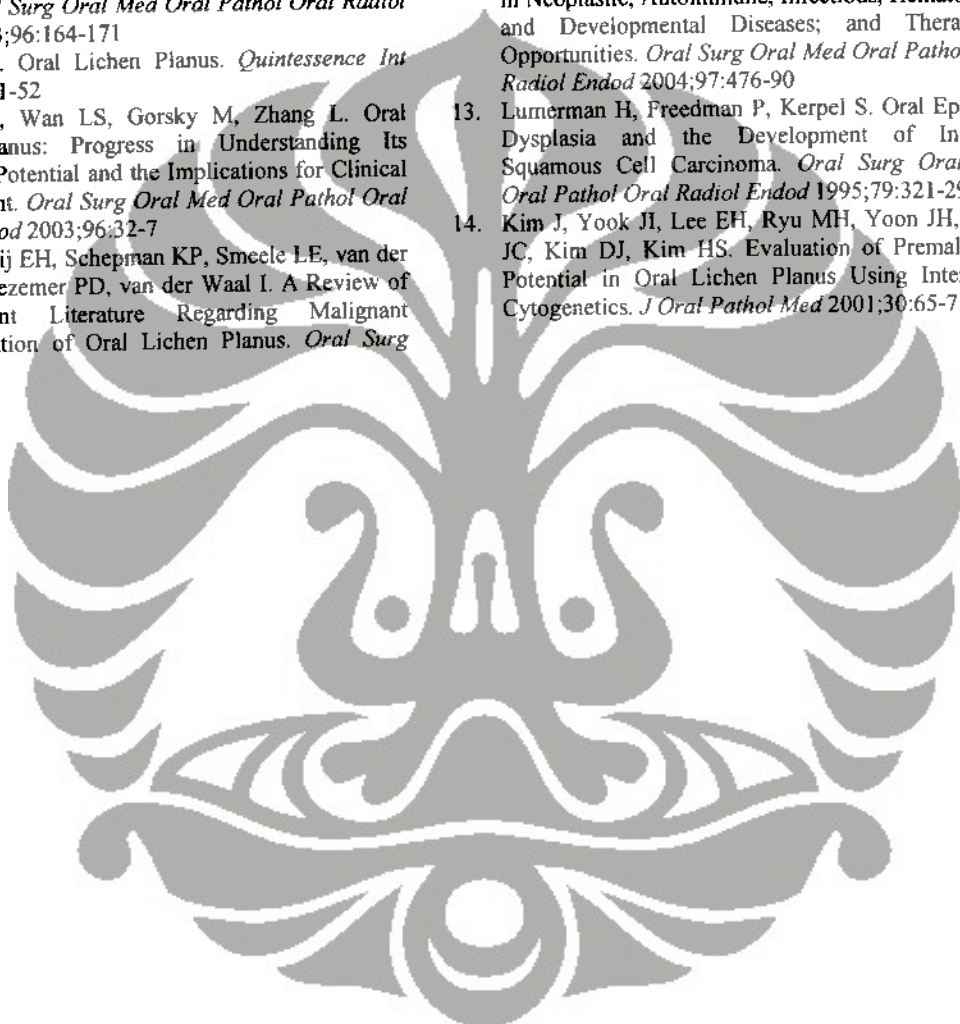 Surg Oral Med Oral Pathol Oral Radiol
;96:164-171
. Oral Lichen Planus. Quintessence Int
-52
, Wan LS, Gorsky M, Zhang L. Oral
anus: Progress in Understanding Its
Potential and the Implications for Clinical
nt. Oral Surg Oral Med Oral Pathol Oral
od 2003;96:32-7
ij EH, Schepman KP, Smeele LE, van der
ezemer PD, van der Waal I. A Review of
nt Literature Regarding Malignant
tion of Oral Lichen Planus. Oral Surg
in Neoplastic, Autoimmune, Infectious,
and Developmental Diseases; and Thera
Opportunities. Oral Surg Oral Med Oral Patho
Radiol Endod 2004;97:476-90
13. Lumerman H, Freedman P, Kerpel S. Oral Ep
Dysplasia and the Development of In
Squamous Cell Carcinoma. Oral Surg Oral
Oral Pathol Oral Radiol Endod 1995;79:321-29
14. Kim J, Yook JI, Lee EH, Ryu MH, Yoon JH,
JC, Kim DJ, Kim HS. Evaluation of Premal
Potential in Oral Lichen Planus Using Inte
Cytogenetics. J Oral Pathol Med 2001;30:65-7